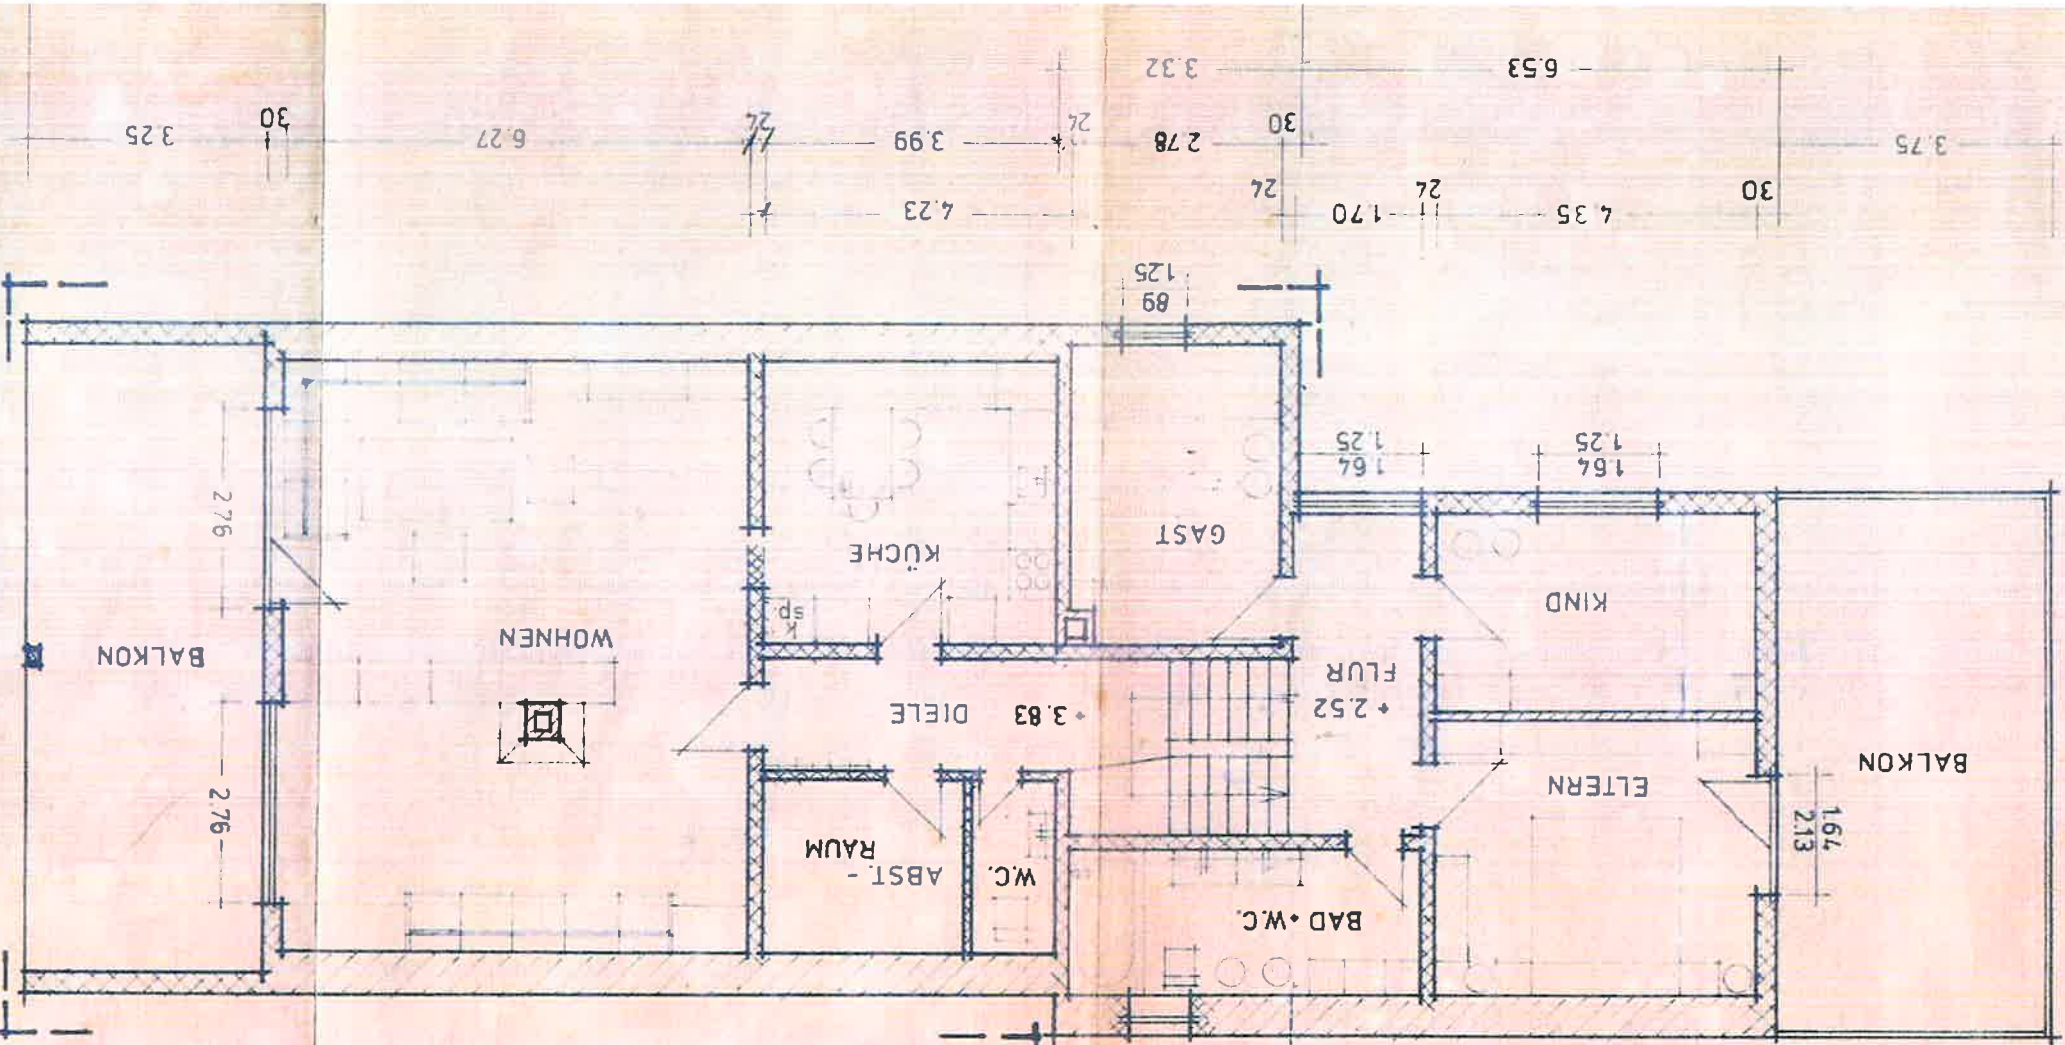 BAD + W.C.
W.C.
ABST.-
RAUM
1.64
2.13
BALKON
ELTERN
2.76
+ 2.52
FLUR
+ 3.83
DIELE
WOHNEN
BALKON
KIND
KÜCHE
K
Sp
GAST
2.76
1.64
1.25
1.64
1.25
89
1.25
30
4.35
24
1.70
24
4.23
3.75
30
2.78
24
3.99
24
6.27
30
3.25
6.53
3.32